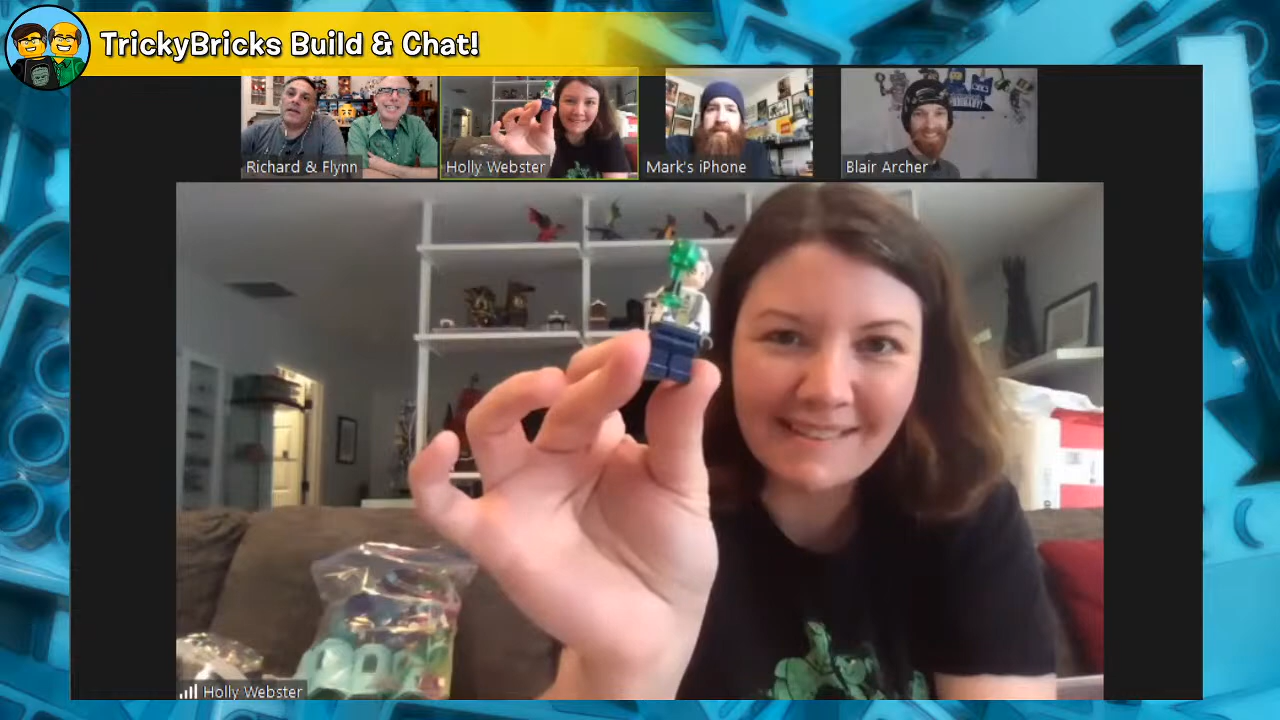 TrickyBricks Build & Chat!
Richard & Flynn
Holly Webster
Mark's iPhone
Blair Archer
Holly Webster